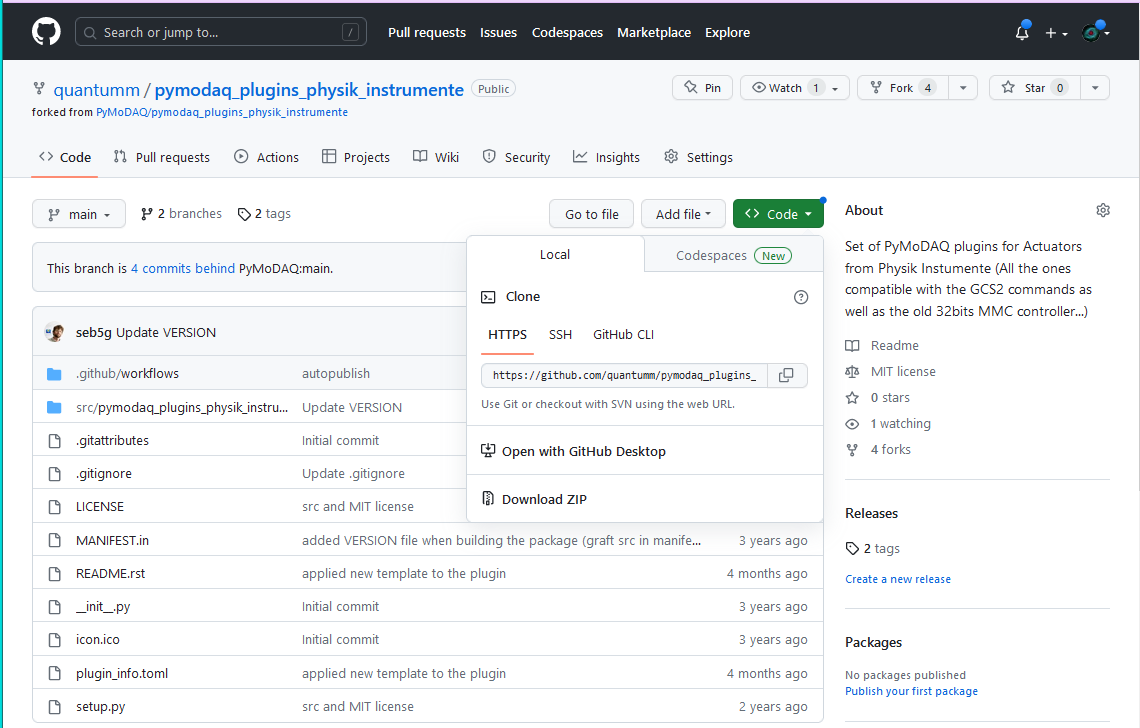 Search or jump to... /
Pull requests Issues Codespaces Marketplace Explore
quantumm / pymodaq_plugins_physik_instrumente Public
forked from PyMoDAQ/pymodaq_plugins_physik_instrumente
Pin Watch 1 Fork 4 Star 0
Code Pull requests Actions Projects Wiki Security Insights Settings
main 2 branches 2 tags Go to file Add file Code
This branch is 4 commits behind PyMoDAQ:main.
seb5g Update VERSION
.github/workflows autopublish
src/pymodaq_plugins_physik_instru... Update VERSION
.gitattributes Initial commit
.gitignore Update .gitignore
LICENSE src and MIT license
MANIFEST.in added VERSION file when building the package (graft src in manife... 3 years ago
README.rst applied new template to the plugin 4 months ago
__init__.py Initial commit 3 years ago
icon.ico Initial commit 3 years ago
plugin_info.toml applied new template to the plugin 4 months ago
setup.py src and MIT license 2 years ago
Local Codespaces New
Clone
HTTPS SSH GitHub CLI
https://github.com/quantumm/pymodaq_plugins_
Use Git or checkout with SVN using the web URL.
Open with GitHub Desktop
Download ZIP
About
Set of PyMoDAQ plugins for Actuators
from Physik Instumente (All the ones
compatible with the GCS2 commands as
well as the old 32bits MMC controller...)
Readme
MIT license
0 stars
1 watching
4 forks
Releases
2 tags
Create a new release
Packages
No packages published
Publish your first package